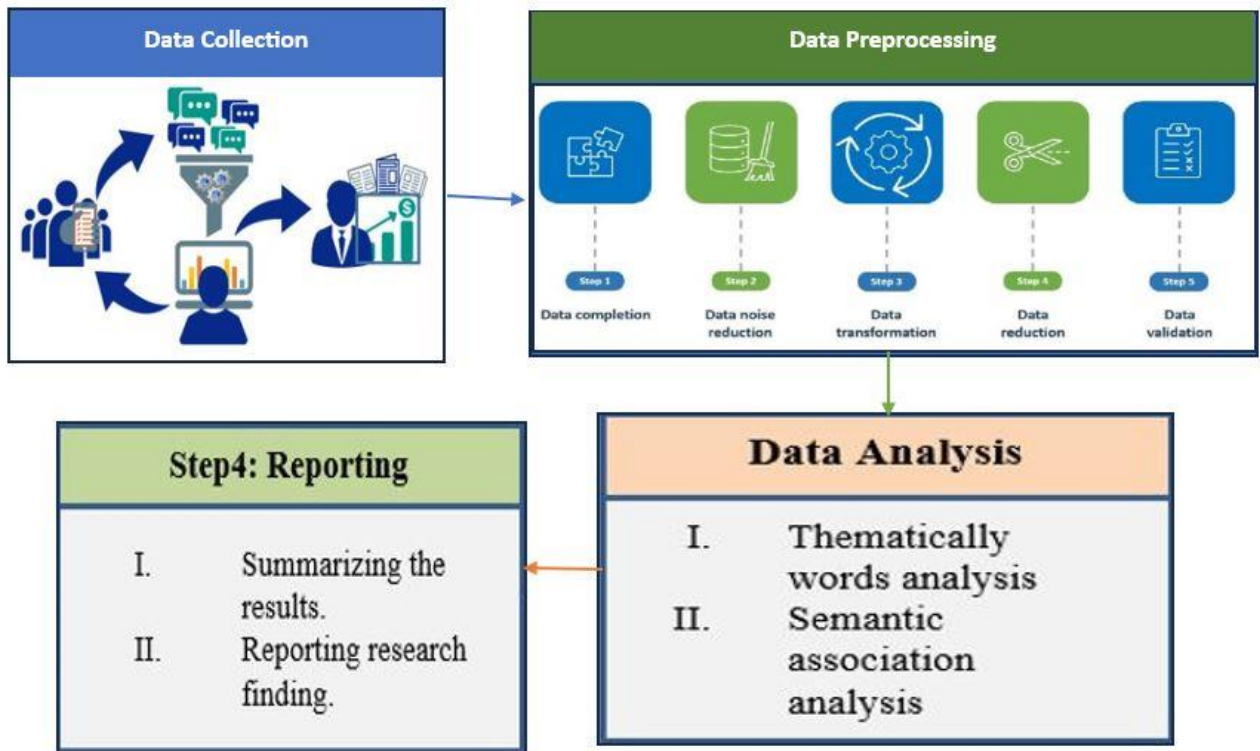 Data Collection
Data Preprocessing
$
Step 1
Step 2
Step 3
Step 4
Step 5
Data completion
Data noise
reduction
Data
transformation
Data
reduction
Data
validation
Data Analysis
I. Thematically
words analysis
II. Semantic
association
analysis
Step4: Reporting
I. Summarizing the
results.
II. Reporting research
finding.